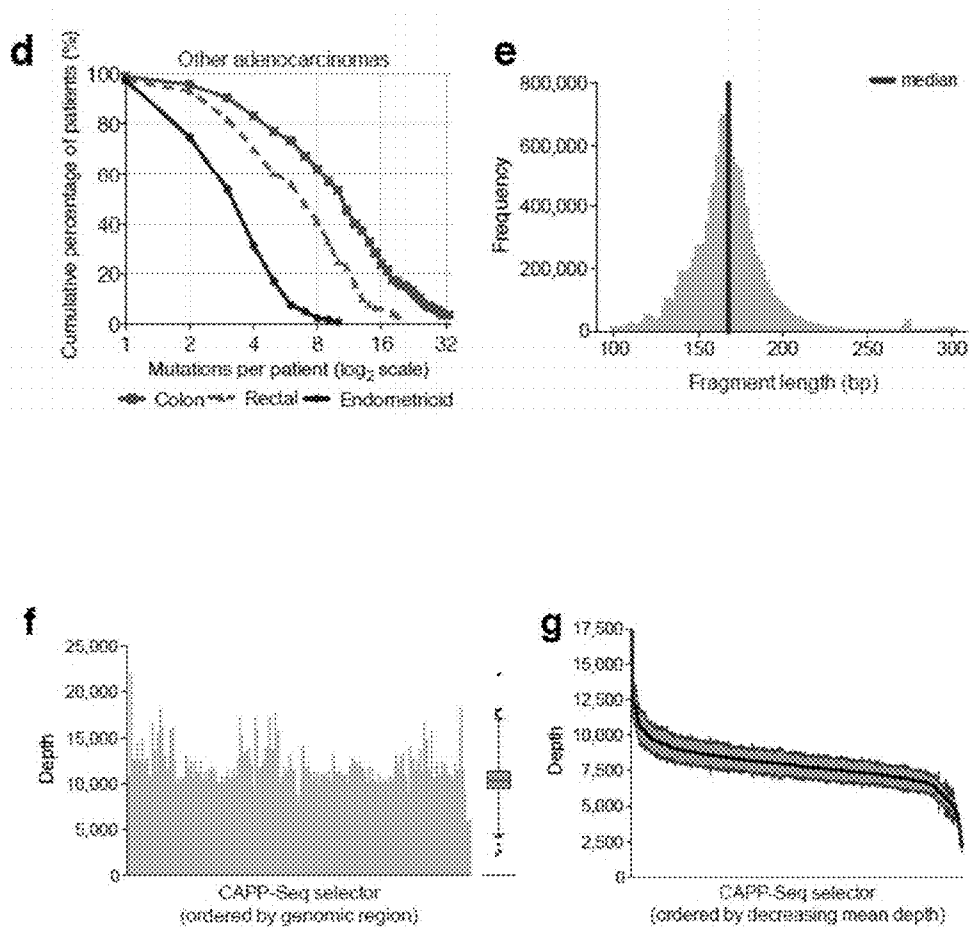 d
Other adenocarcinomas
Cumulative percentage of patients (%)
100
80
60
40
20
0
1 2 4 8 16 32
Mutations per patient (log2 scale)
Colon Rectal Endometrioid
e
median
Frequency
800,000
600,000
400,000
200,000
0
100 150 200 250 300
Fragment length (bp)
f
Depth
25,000
20,000
15,000
10,000
5,000
0
CAPP-Seq selector
(ordered by genomic region)
g
Depth
17,500
15,000
12,500
10,000
7,500
5,000
2,500
0
CAPP-Seq selector
(ordered by decreasing mean depth)